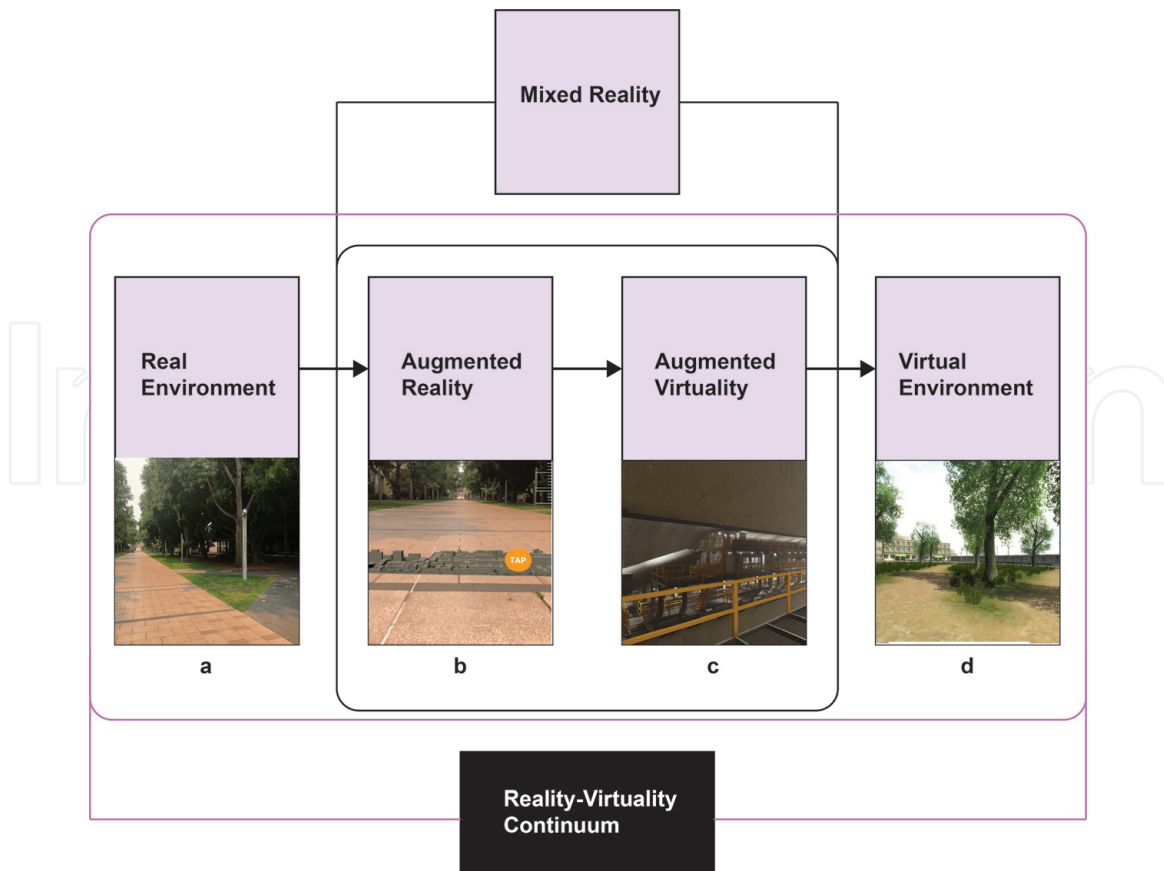 Mixed Reality
Real
Environment
Augmented
Reality
Augmented
Virtuality
Virtual
Environment
TAP
a
b
c
d
Reality-Virtuality
Continuum